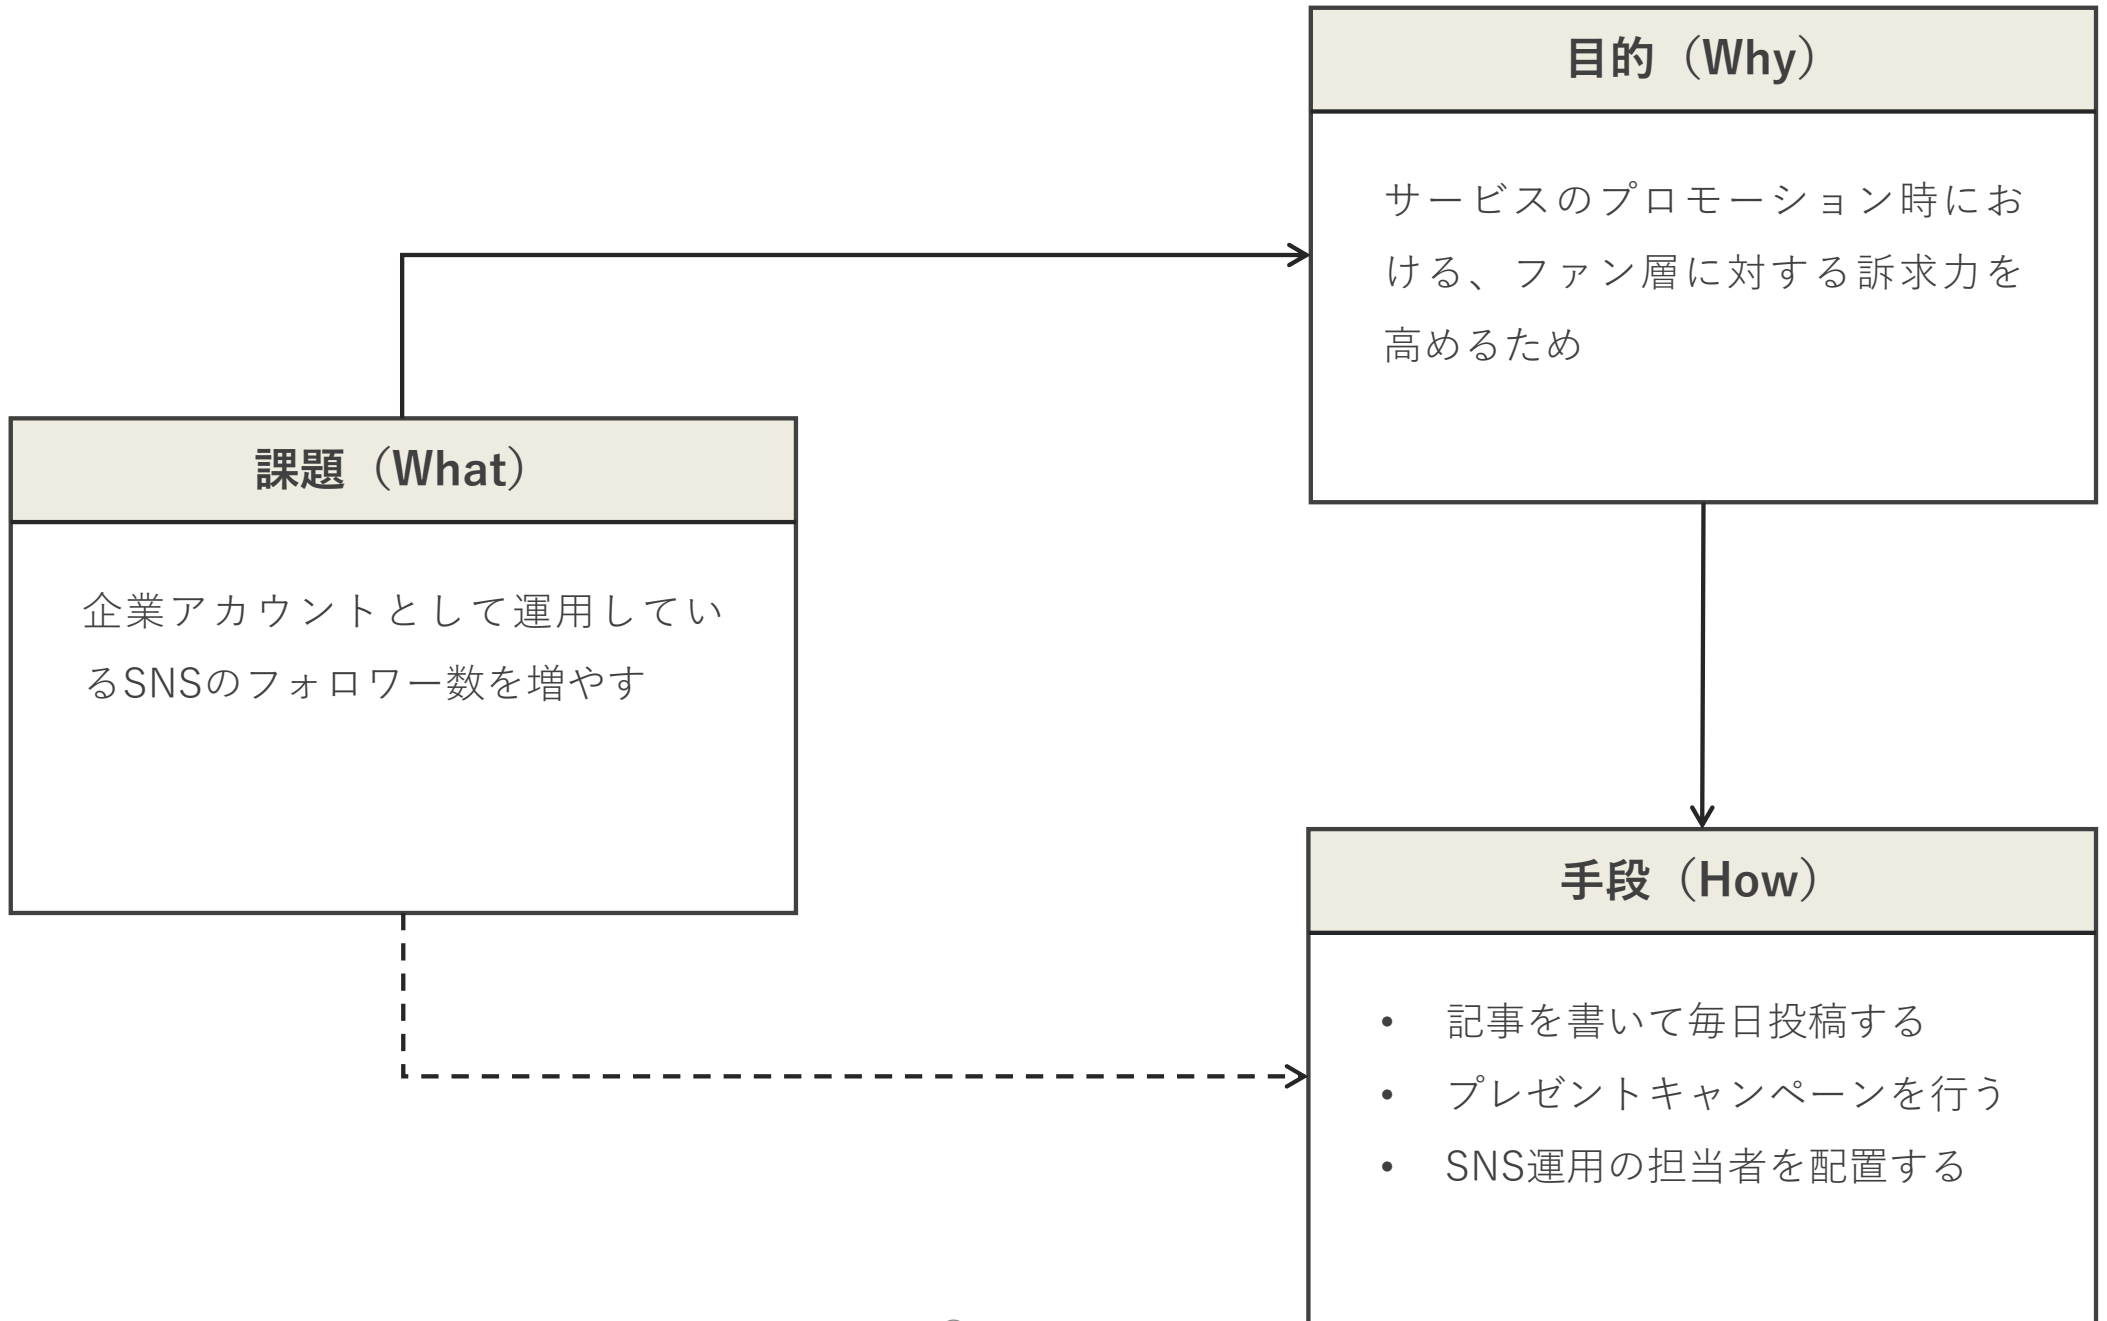 目的（Why）
サービスのプロモーション時にお
ける、ファン層に対する訴求力を
高めるため
課題（What）
企業アカウントとして運用してい
るSNSのフォロワー数を増やす
手段（How）
• 記事を書いて毎日投稿する
• プレゼントキャンペーンを行う
• SNS運用の担当者を配置する